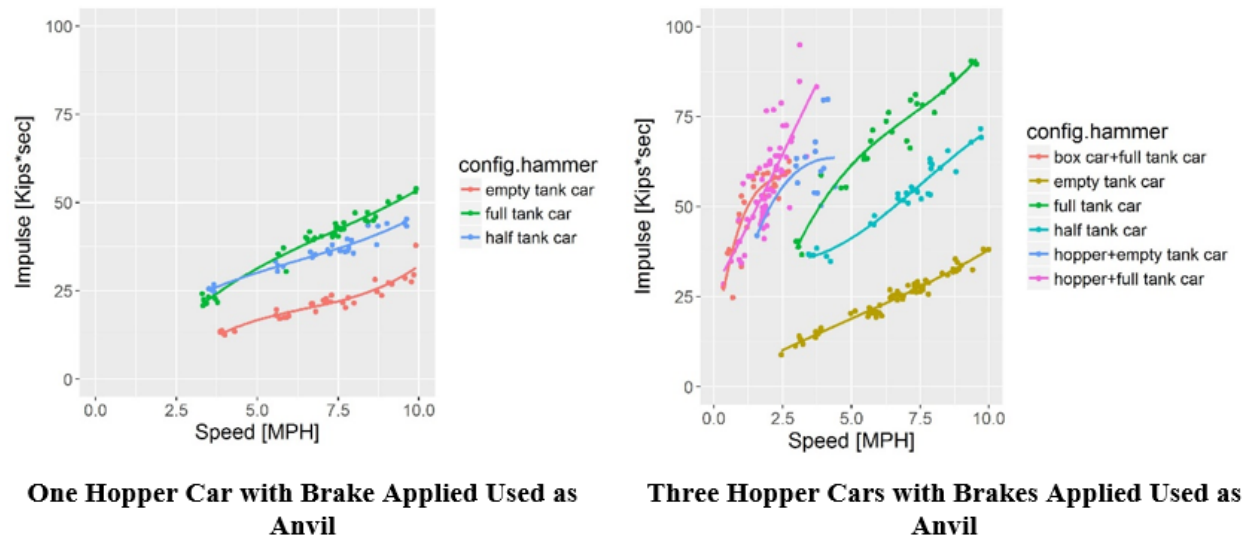 100
75
50
25
0
Impulse [Kips*sec]
0.0 2.5 5.0 7.5 10.0
Speed [MPH]
config.hammer
empty tank car
full tank car
half tank car
One Hopper Car with Brake Applied Used as
Anvil
100
75
50
25
0
Impulse [Kips*sec]
0.0 2.5 5.0 7.5 10.0
Speed [MPH]
config.hammer
box car+full tank car
empty tank car
full tank car
half tank car
hopper+empty tank car
hopper+full tank car
Three Hopper Cars with Brakes Applied Used as
Anvil